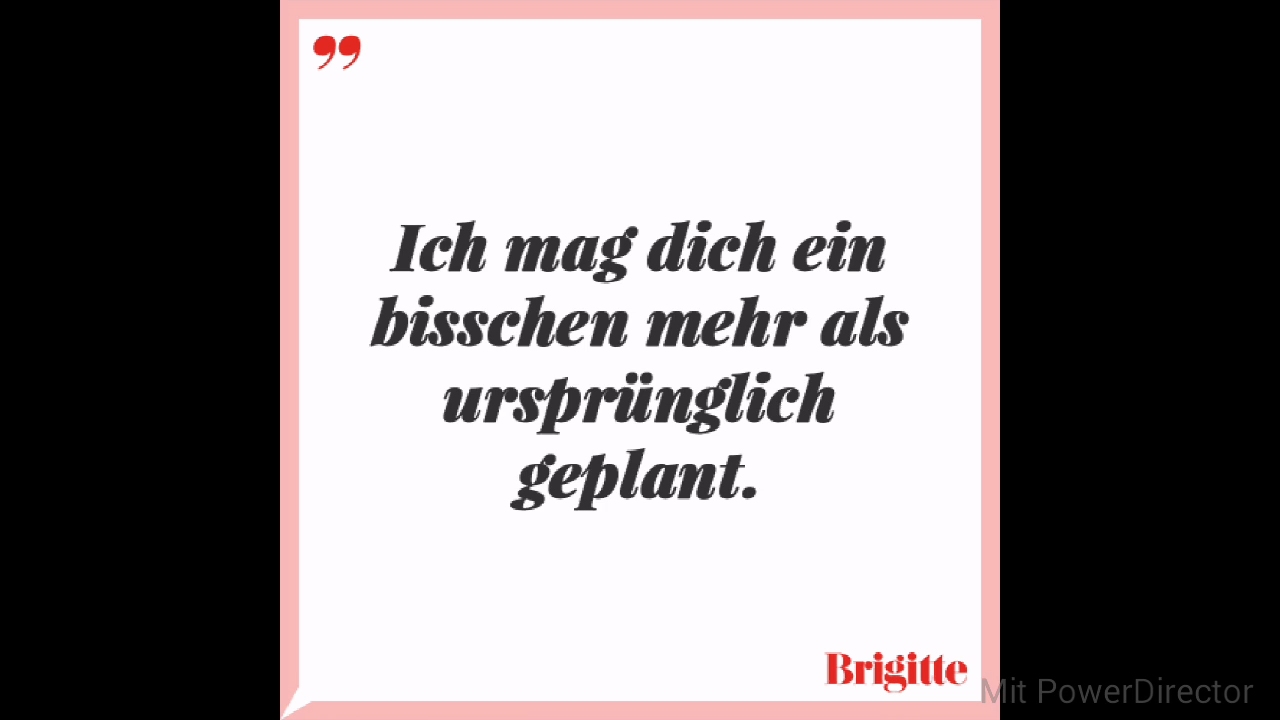 ”
Ich mag dich ein
bisschen mehr als
ursprünglich
geplant.
Brigitte
Mit PowerDirector